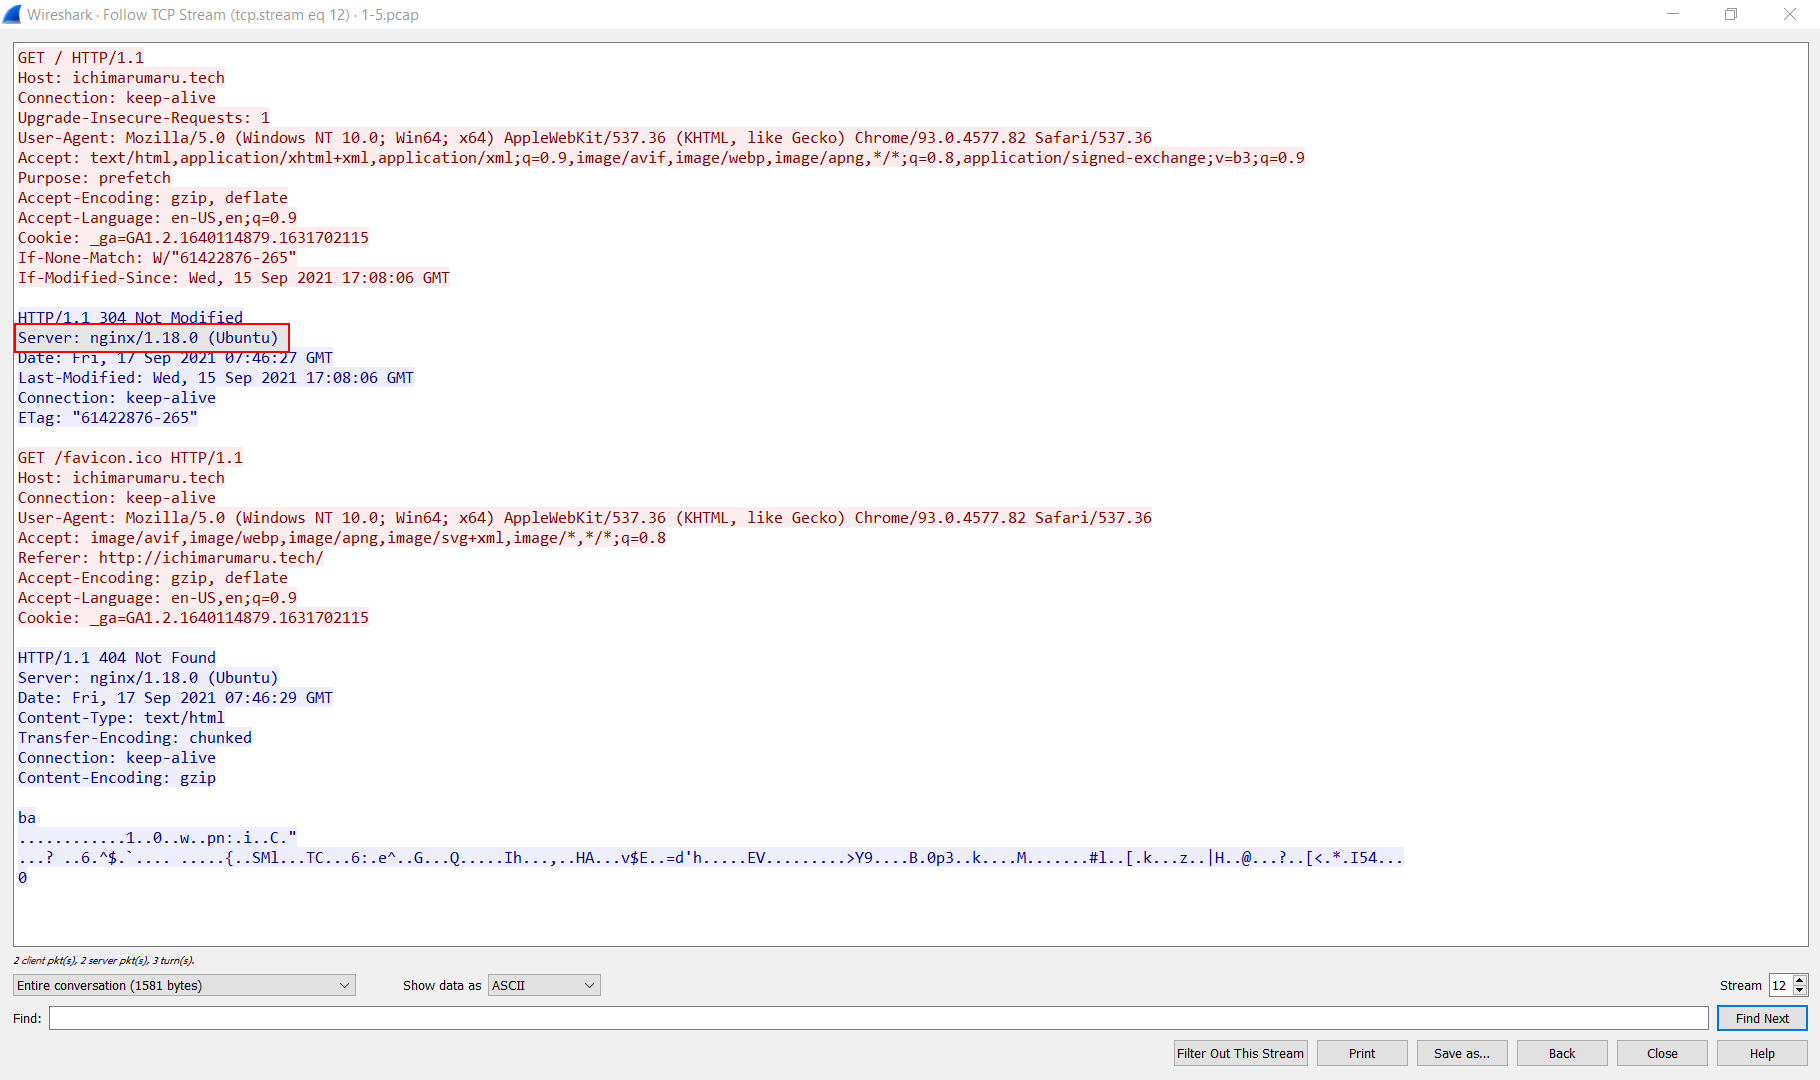 Wireshark · Follow TCP Stream (tcp.stream eq 12) · 1-5.pcap
GET / HTTP/1.1
Host: ichimarumaru.tech
Connection: keep-alive
Upgrade-Insecure-Requests: 1
User-Agent: Mozilla/5.0 (Windows NT 10.0; Win64; x64) AppleWebKit/537.36 (KHTML, like Gecko) Chrome/93.0.4577.82 Safari/537.36
Accept: text/html,application/xhtml+xml,application/xml;q=0.9,image/avif,image/webp,image/apng,*/*;q=0.8,application/signed-exchange;v=b3;q=0.9
Purpose: prefetch
Accept-Encoding: gzip, deflate
Accept-Language: en-US,en;q=0.9
Cookie: _ga=GA1.2.1640114879.1631702115
If-None-Match: W/"61422876-265"
If-Modified-Since: Wed, 15 Sep 2021 17:08:06 GMT
HTTP/1.1 304 Not Modified
Server: nginx/1.18.0 (Ubuntu)
Date: Fri, 17 Sep 2021 07:46:27 GMT
Last-Modified: Wed, 15 Sep 2021 17:08:06 GMT
Connection: keep-alive
ETag: "61422876-265"
GET /favicon.ico HTTP/1.1
Host: ichimarumaru.tech
Connection: keep-alive
User-Agent: Mozilla/5.0 (Windows NT 10.0; Win64; x64) AppleWebKit/537.36 (KHTML, like Gecko) Chrome/93.0.4577.82 Safari/537.36
Accept: image/avif,image/webp,image/apng,image/svg+xml,image/*,*/*;q=0.8
Referer: http://ichimarumaru.tech/
Accept-Encoding: gzip, deflate
Accept-Language: en-US,en;q=0.9
Cookie: _ga=GA1.2.1640114879.1631702115
HTTP/1.1 404 Not Found
Server: nginx/1.18.0 (Ubuntu)
Date: Fri, 17 Sep 2021 07:46:29 GMT
Content-Type: text/html
Transfer-Encoding: chunked
Connection: keep-alive
Content-Encoding: gzip
ba
............1..0..w..pn:.i..C."
...? ..6.^$.`.... .....{..SMl...TC...6:.e^..G...Q.....Ih...,..HA...v$E..=d'h.....EV.........>Y9....B.0p3..k....M.......#l..[.k...z..|H..@...?..[<.*.I54...
0
2 client pkt(s), 2 server pkt(s), 3 turn(s).
Entire conversation (1581 bytes) Show data as ASCII Stream 12
Find: Find Next
Filter Out This Stream Print Save as... Back Close Help